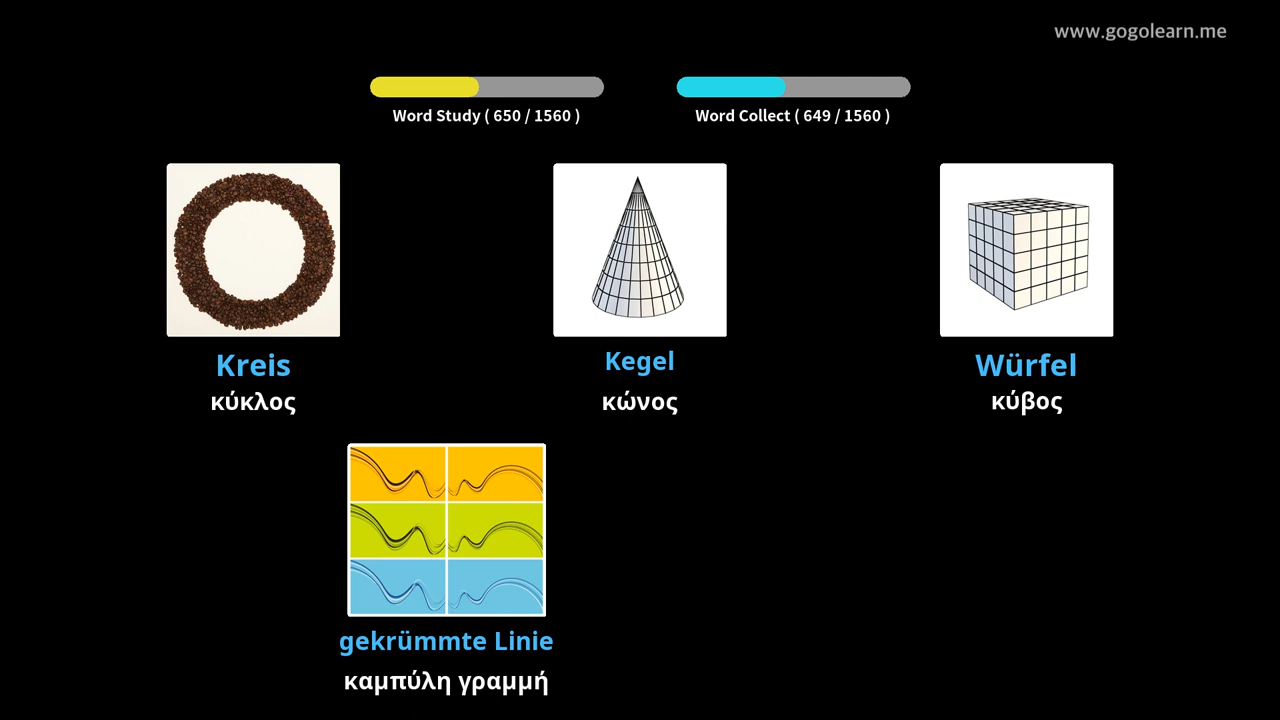 www.gogolearn.me
Word Study ( 650 / 1560 )
Word Collect ( 649 / 1560 )
Kreis
κύκλος
Kegel
κώνος
Würfel
κύβος
gekrümmte Linie
καμπύλη γραμμή